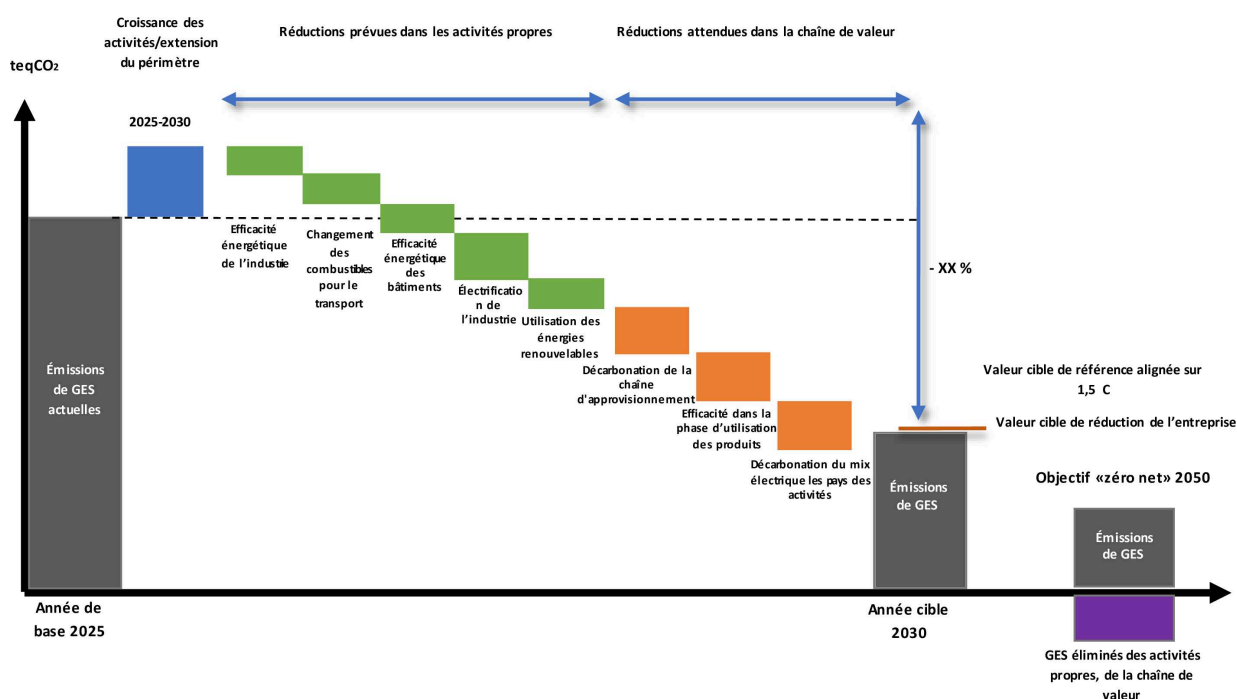 Croissance des
activités/extension
du périmètre
Réductions prévues dans les activités propres
Réductions attendues dans la chaîne de valeur
teqCO₂
2025-2030
Efficacité
énergétique
de l’industrie
Changement
des
combustibles
pour le
transport
Efficacité
énergétique
des
bâtiments
Électrificatio
n de
l’industrie
Utilisation des
énergies
renouvelables
Décarbonation de la
chaîne
d'approvisionnement
Efficacité dans la
phase d’utilisation
des produits
Décarbonation du mix
électrique les pays des
activités
- XX %
Émissions
de GES
actuelles
Valeur cible de référence alignée sur
1,5 C
Valeur cible de réduction de l’entreprise
Émissions
de GES
Objectif «zéro net» 2050
Émissions
de GES
Année de
base 2025
Année cible
2030
GES éliminés des activités
propres, de la chaîne de
valeur